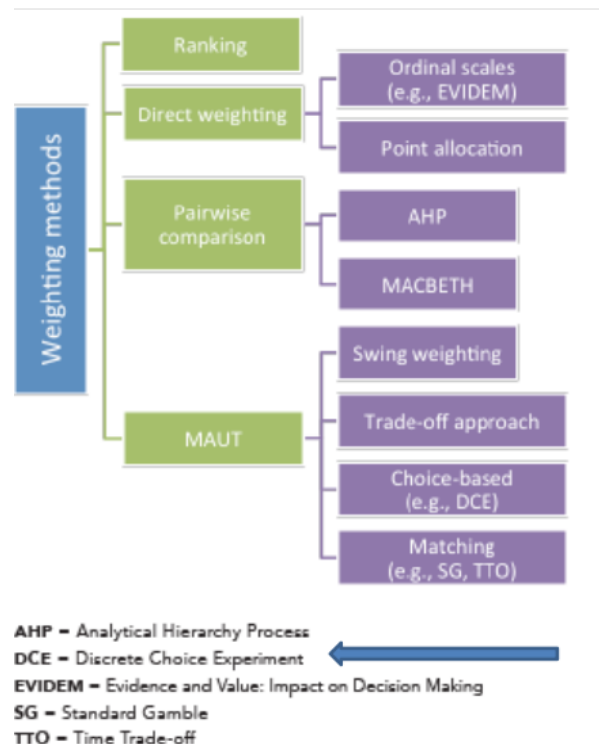 Weighting methods
Ranking
Direct weighting
Ordinal scales
(e.g., EVIDEM)
Point allocation
Pairwise
comparison
AHP
MACBETH
MAUT
Swing weighting
Trade-off approach
Choice-based
(e.g., DCE)
Matching
(e.g., SG, TTO)
AHP – Analytical Hierarchy Process
DCE – Discrete Choice Experiment
EVIDEM – Evidence and Value: Impact on Decision Making
SG – Standard Gamble
TTO – Time Trade-off